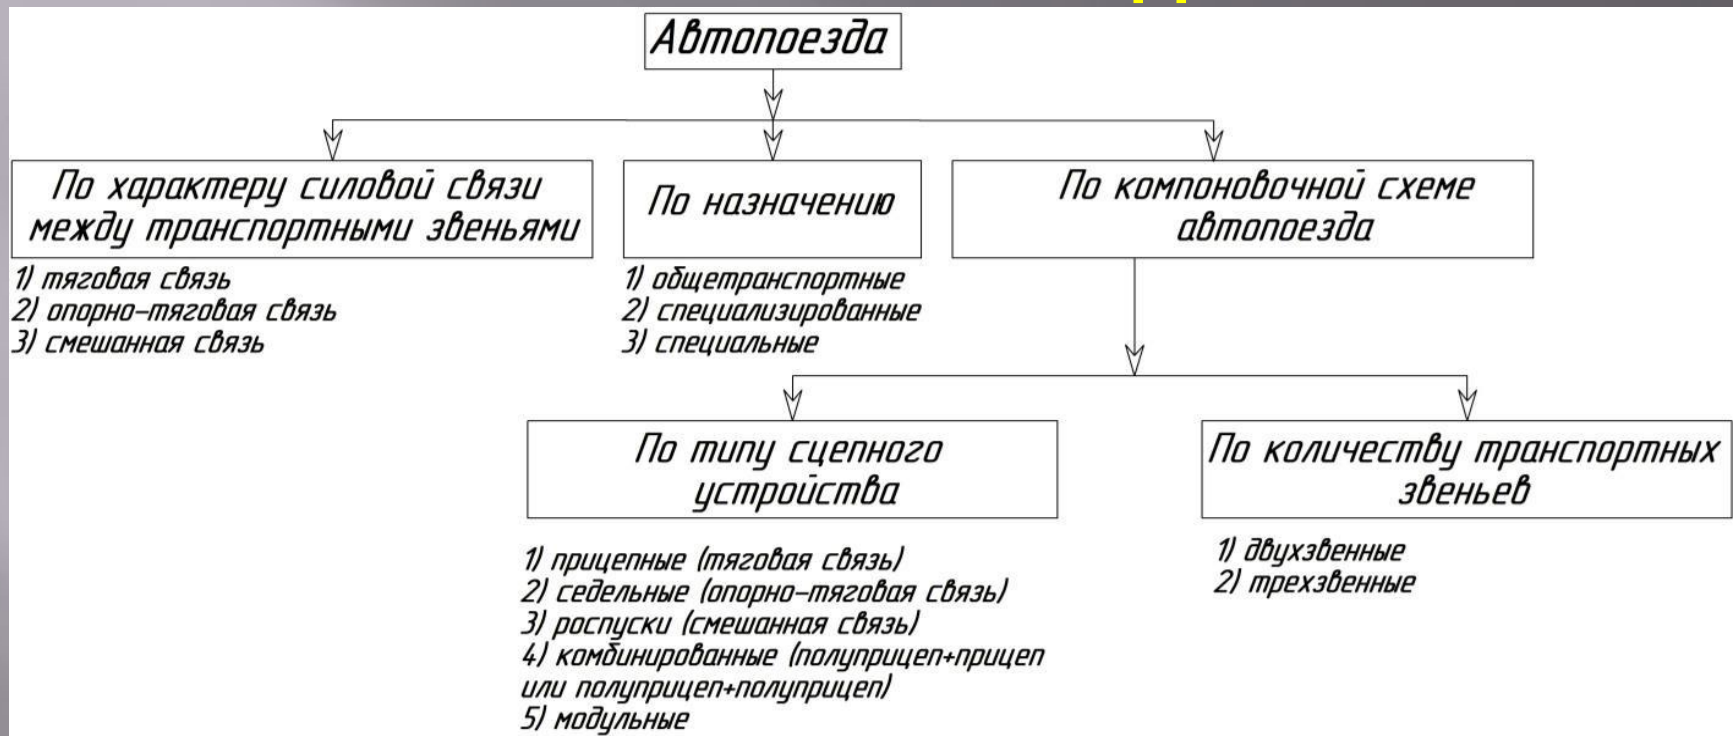 Автопоезда
По характеру силовой связи
между транспортными звеньями
1) тяговая связь
2) опорно-тяговая связь
3) смешанная связь
По назначению
1) общетранспортные
2) специализированные
3) специальные
По компоновочной схеме
автопоезда
По типу сцепного
устройства
1) прицепные (тяговая связь)
2) седельные (опорно-тяговая связь)
3) роспуски (смешанная связь)
4) комбинированные (полуприцеп+прицеп
или полуприцеп+полуприцеп)
5) модульные
По количеству транспортных
звеньев
1) двухзвенные
2) трехзвенные